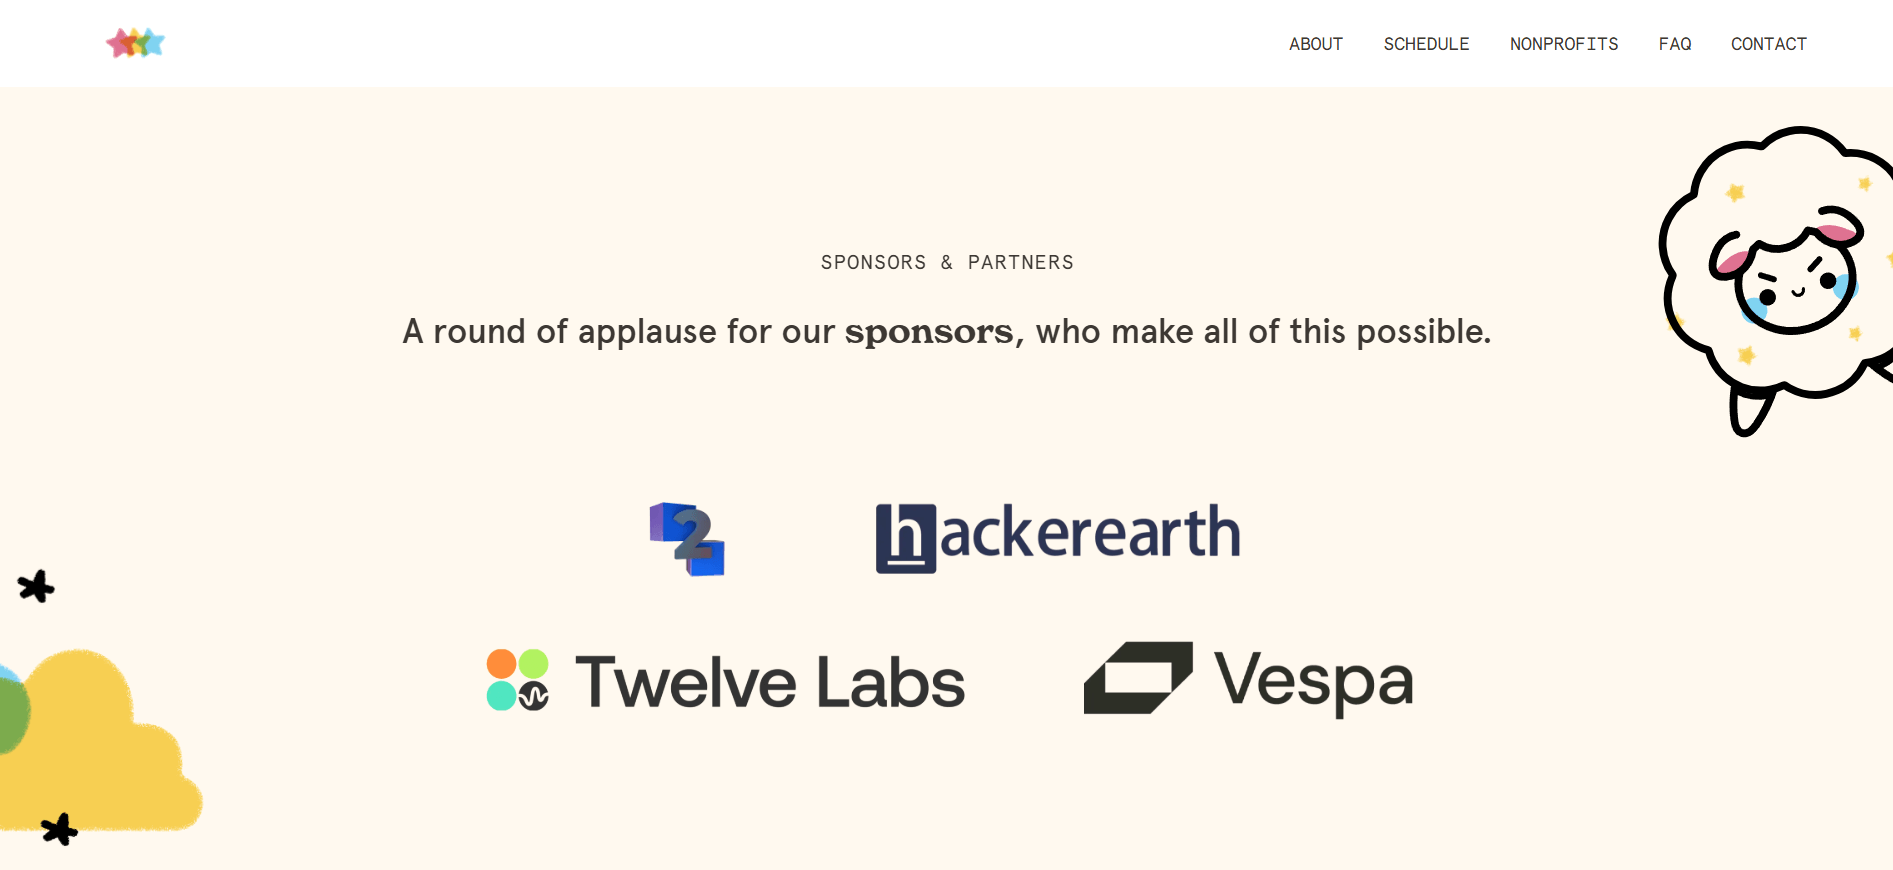 ABOUT SCHEDULE NONPROFITS FAQ CONTACT
SPONSORS & PARTNERS
A round of applause for our sponsors, who make all of this possible.
2 hackerearth
Twelve Labs Vespa